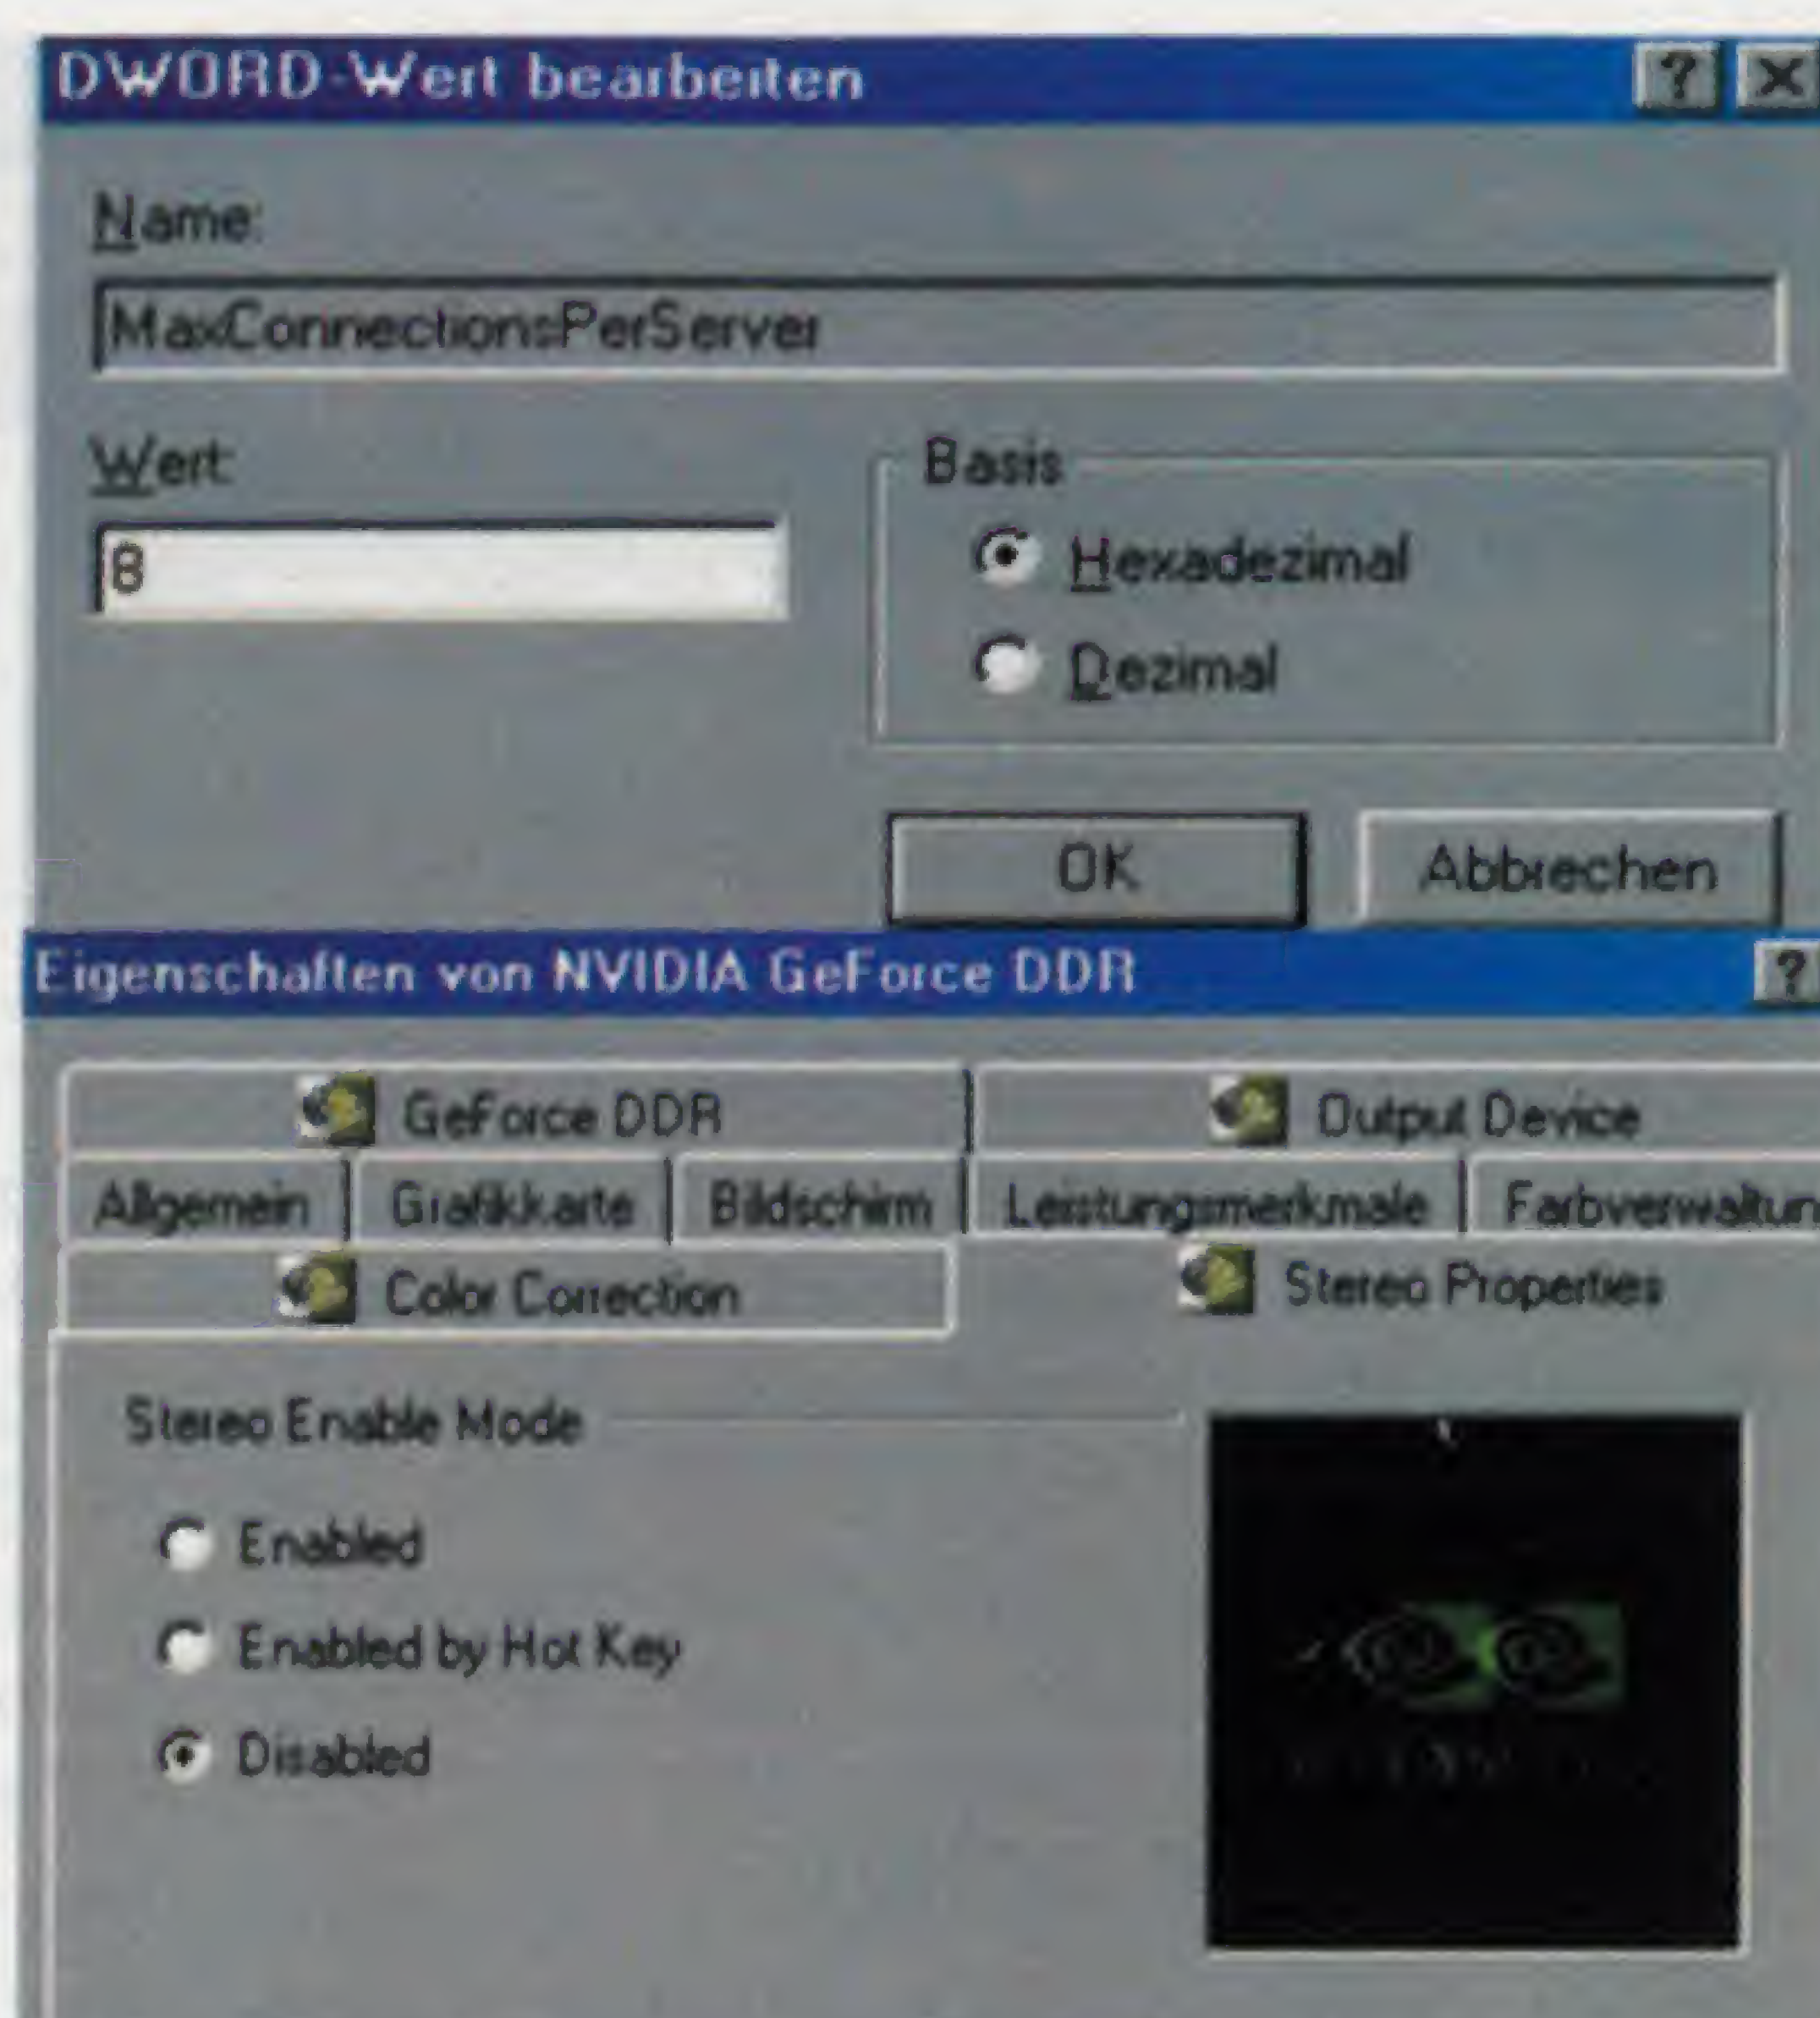 DWORD-Wert bearbeiten
Name:
MaxConnectionsPerServer
Wert:
8
Basis
Hexadezimal
Dezimal
OK
Abbrechen
Eigenschaften von NVIDIA GeForce DDR
GeForce DDR
Output Device
Allgemein
Grafikkarte
Bildschirm
Leistungsmerkmale
Farbverwaltun
Color Correction
Stereo Properties
Stereo Enable Mode
Enabled
Enabled by Hot Key
Disabled